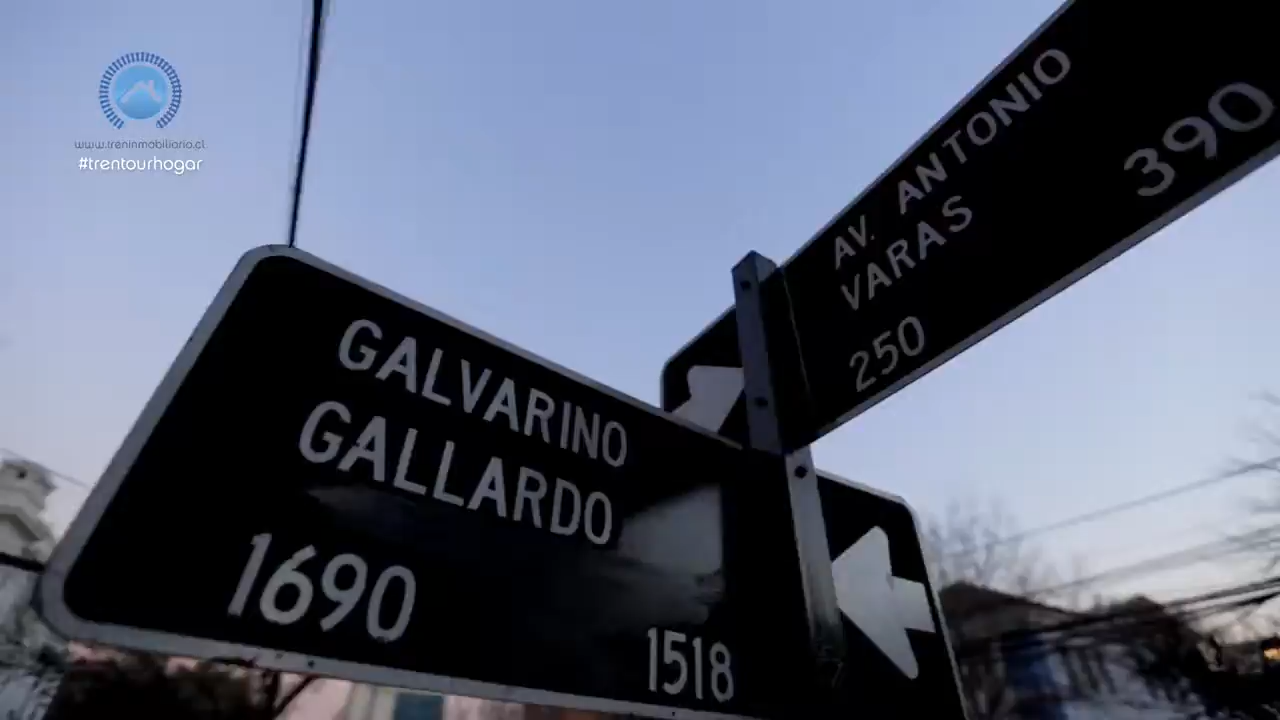 www.treninmobiliario.cl
#trentourhogar
AV. ANTONIO
VARAS
250
390
GALVARINO
GALLARDO
1690
1518